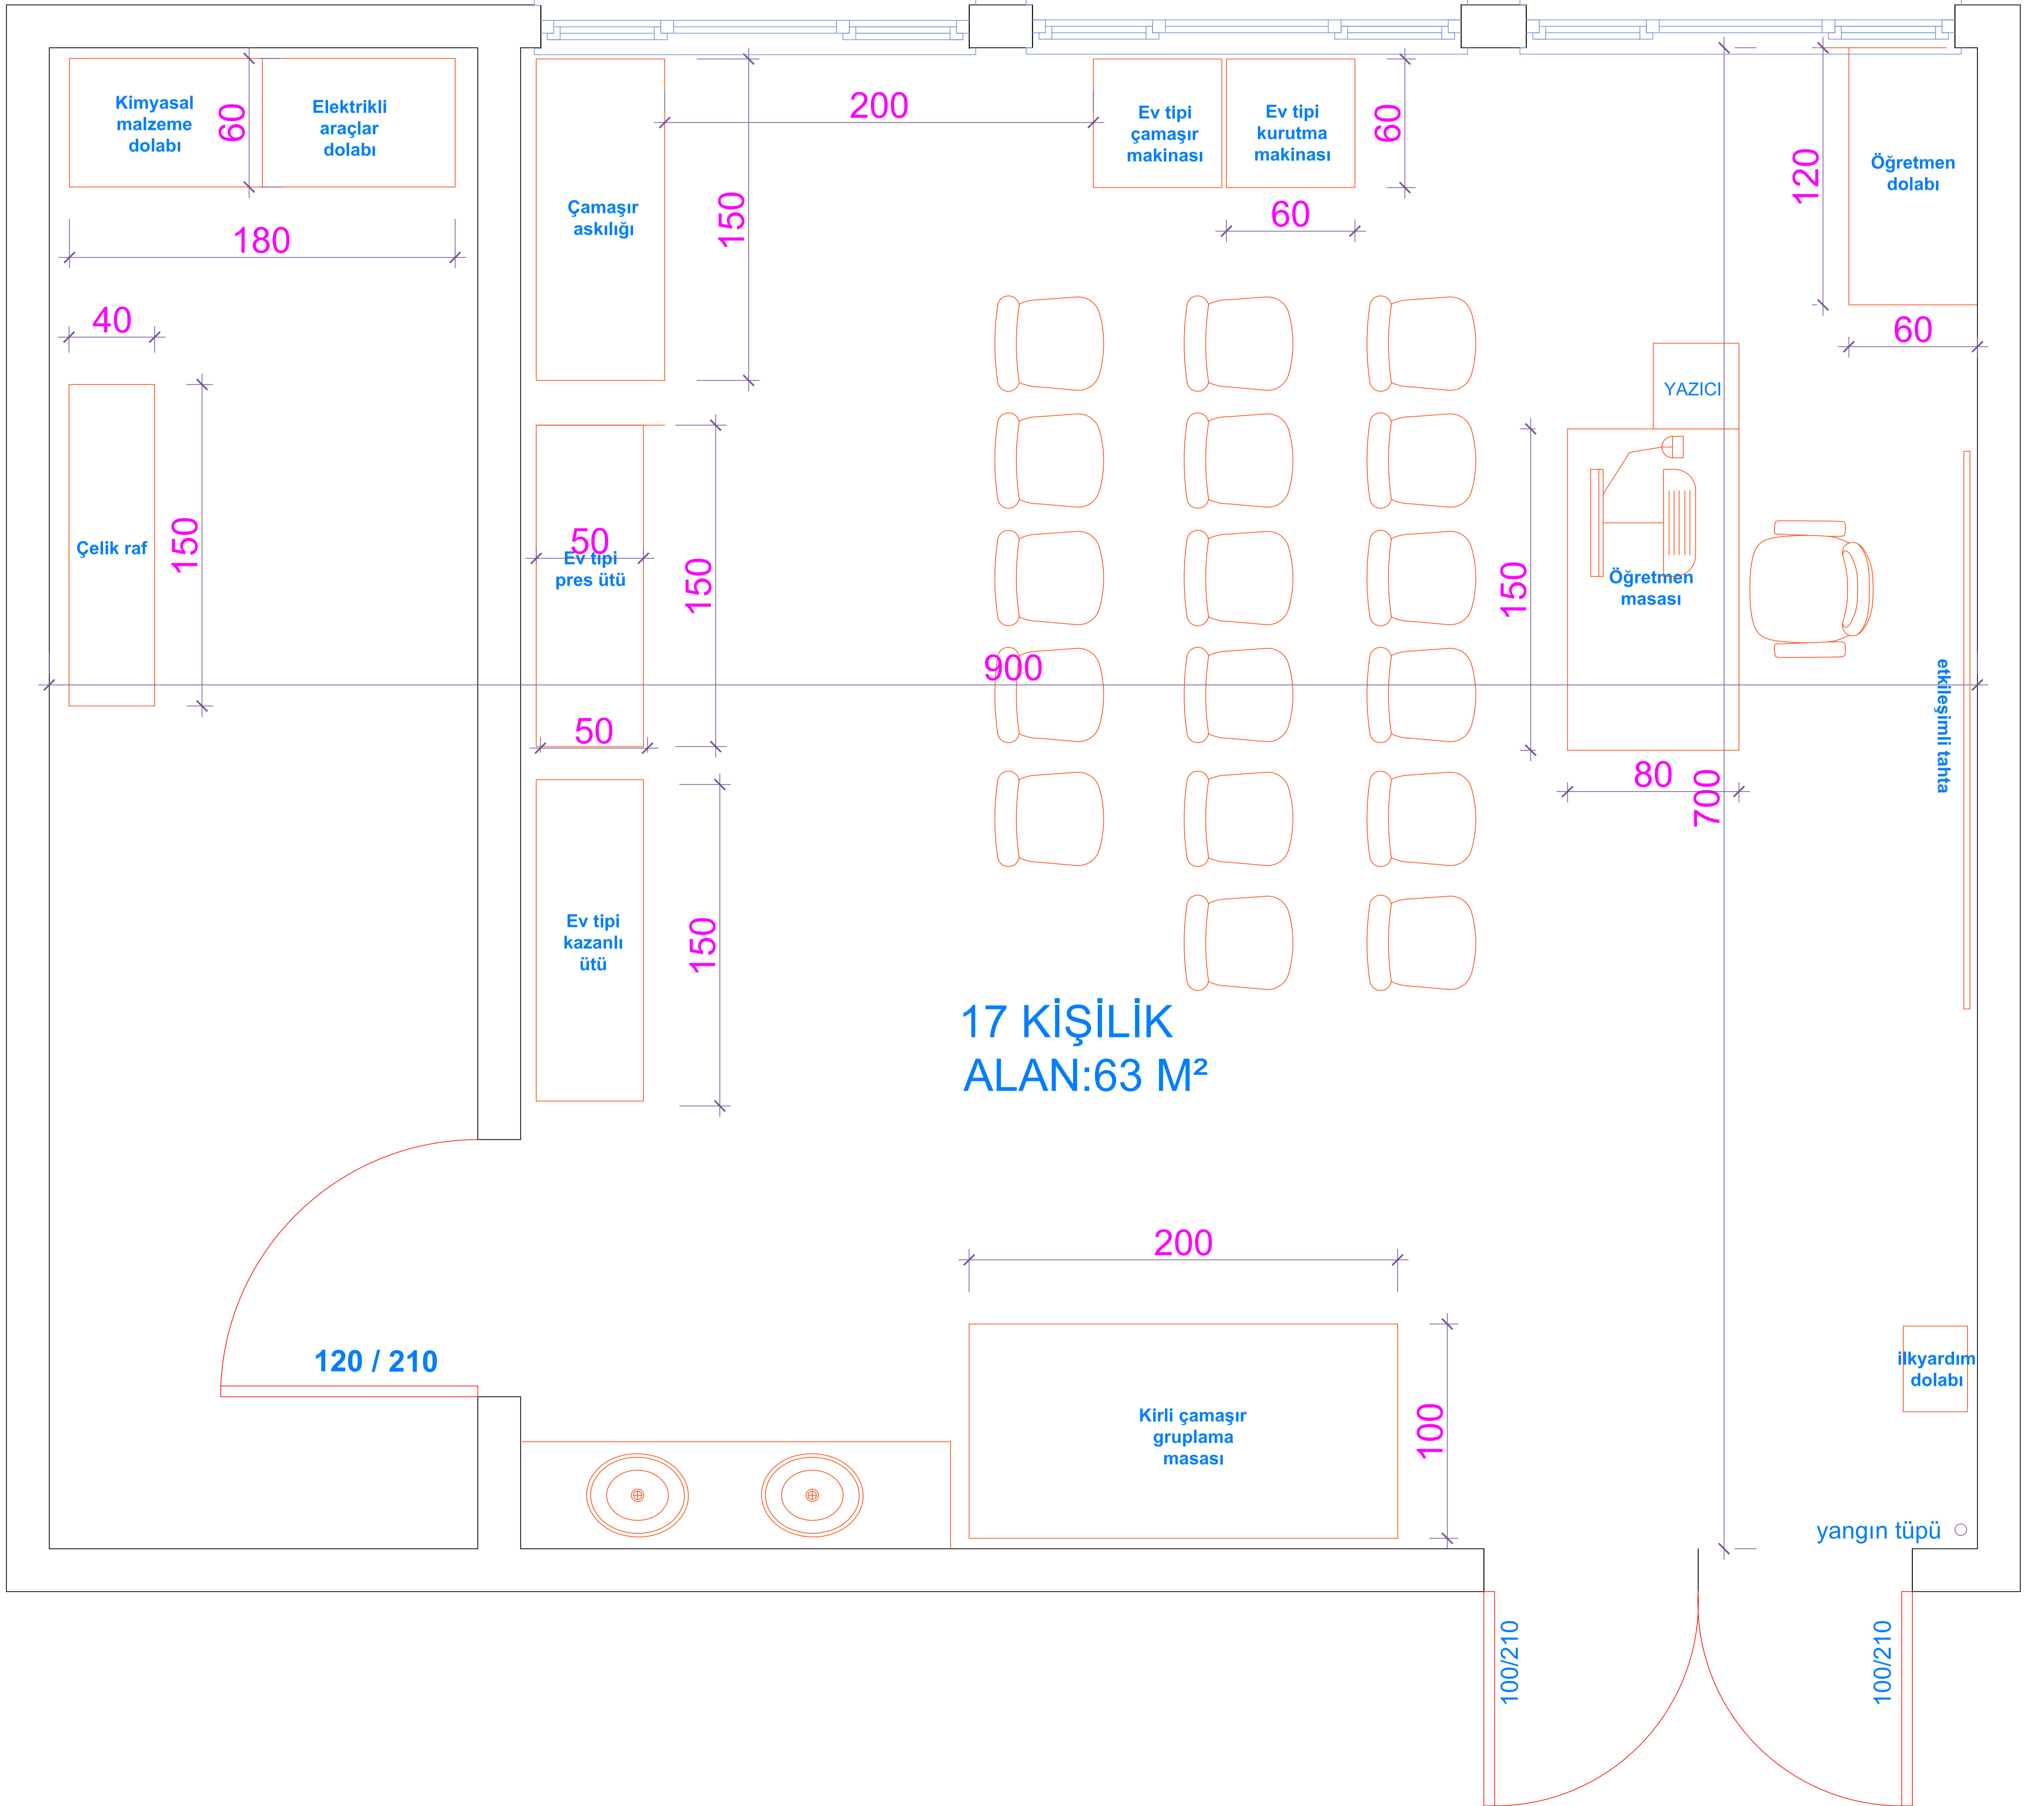 Kimyasal
malzeme
dolabı
60
Elektrikli
araçlar
dolabı
180
40
Çelik raf
150
Çamaşır
askılığı
150
200
Ev tipi
çamaşır
makinası
Ev tipi
kurutma
makinası
60
60
120
Öğretmen
dolabı
60
YAZICI
50
Ev tipi
pres ütü
150
150
Öğretmen
masası
900
50
80
700
etkileşimli tahta
Ev tipi
kazanlı
ütü
150
17 KİŞİLİK
ALAN:63 M²
200
120 / 210
Kirli çamaşır
gruplama
masası
100
ilkyardım
dolabı
yangın tüpü
100/210
100/210